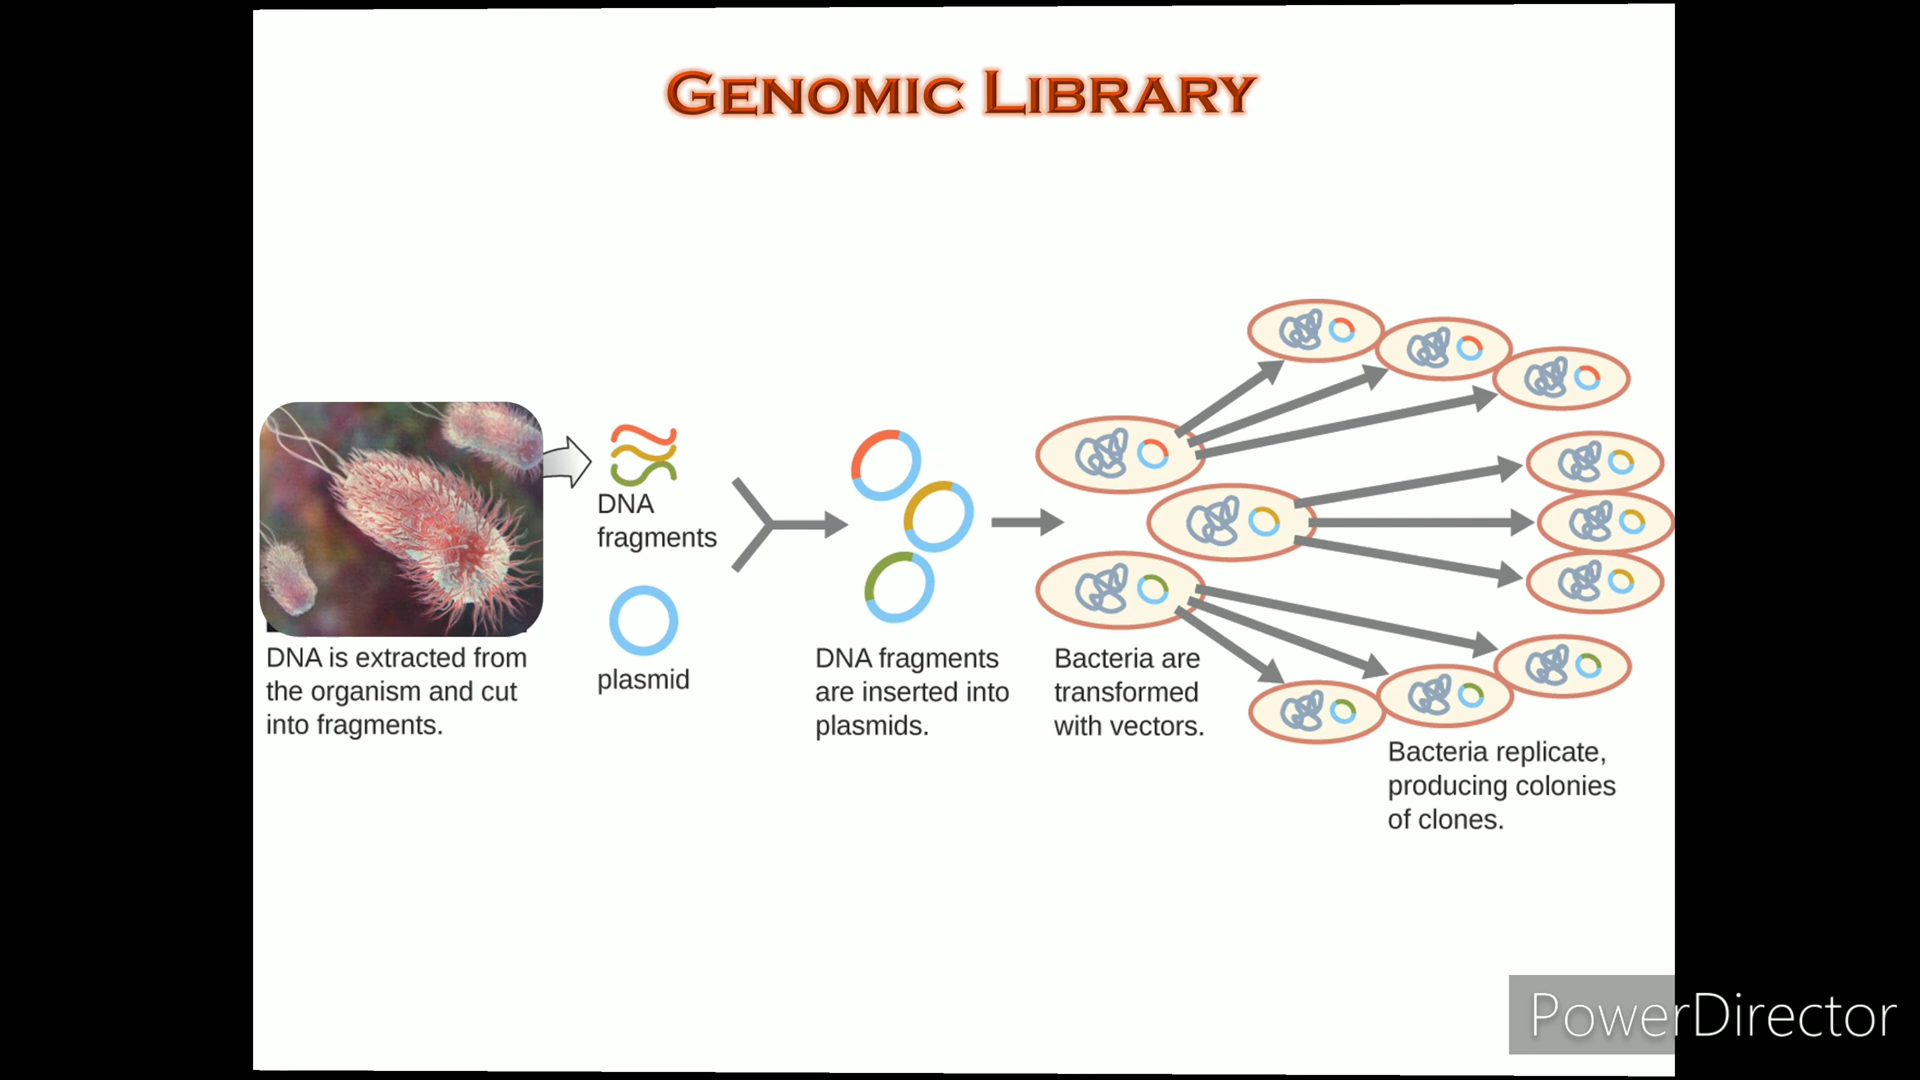 GENOMIC LIBRARY
DNA
fragments
plasmid
DNA is extracted from
the organism and cut
into fragments.
DNA fragments
are inserted into
plasmids.
Bacteria are
transformed
with vectors.
Bacteria replicate,
producing colonies
of clones.
PowerDirector